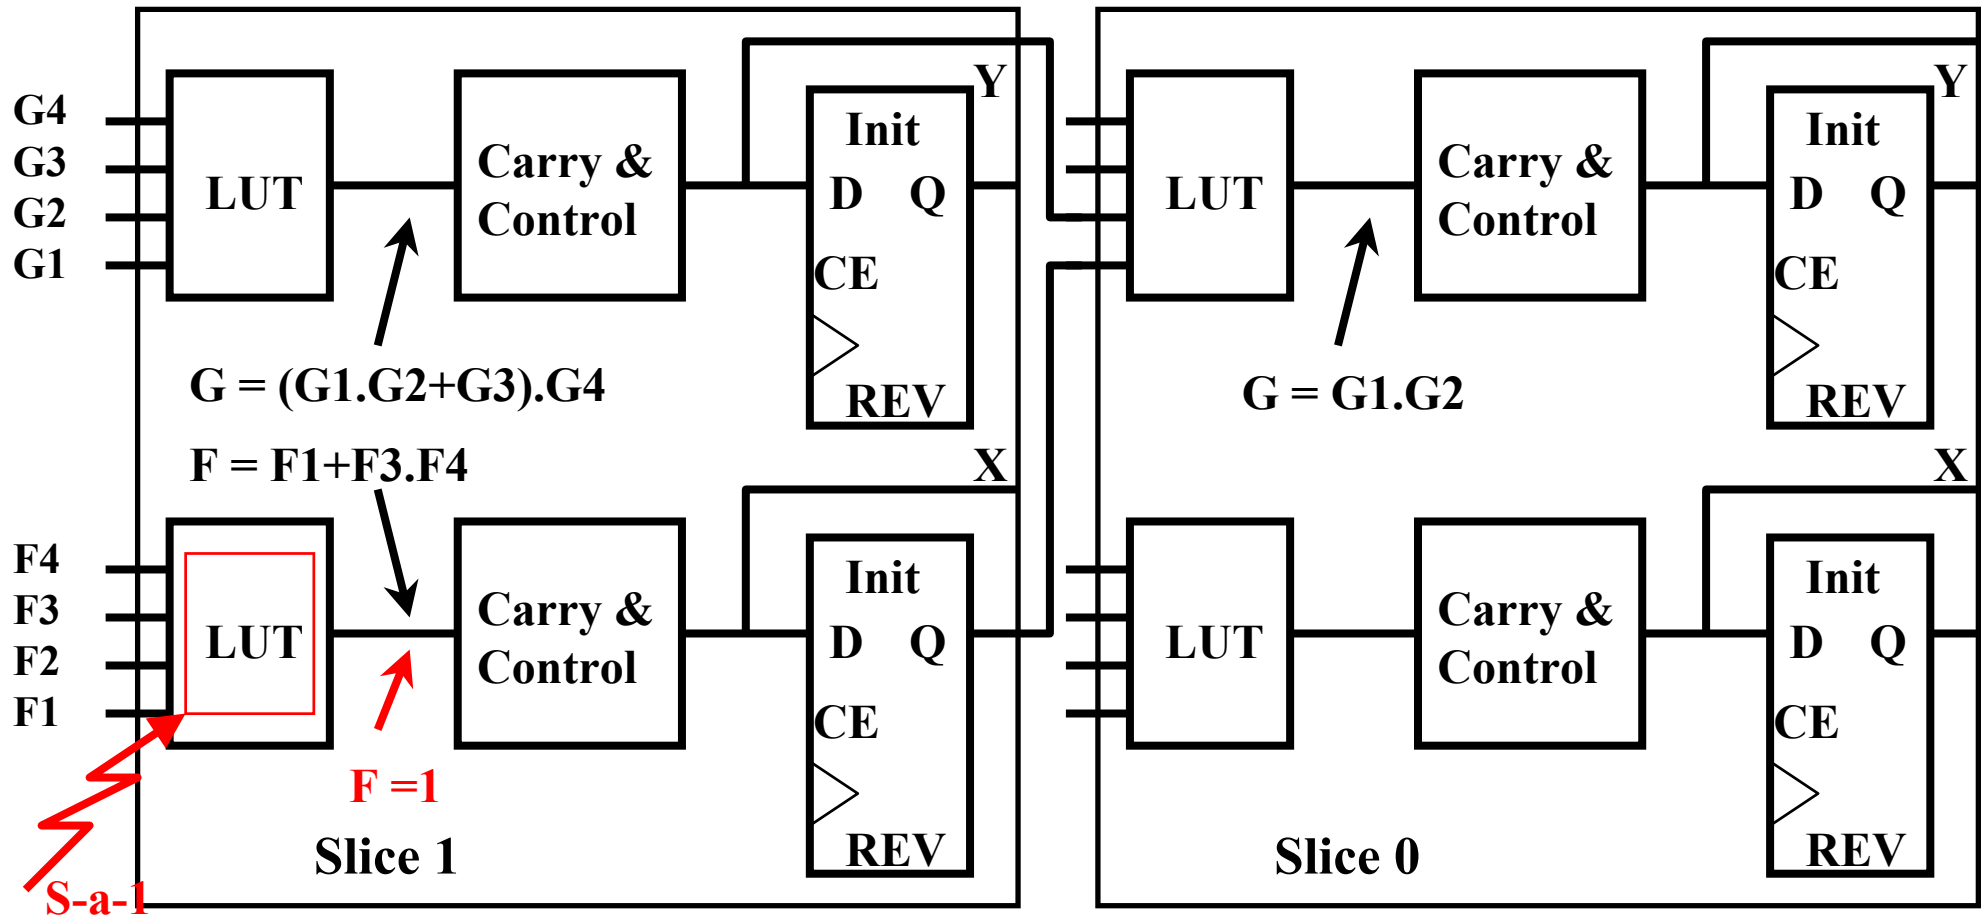 G4
G3
G2
G1
LUT
Carry &
Control
Y
Init
D Q
CE
REV
G = (G1.G2+G3).G4
F = F1+F3.F4
X
F4
F3
F2
F1
LUT
Carry &
Control
Init
D Q
CE
REV
F =1
S-a-1
Slice 1
LUT
Carry &
Control
Y
Init
D Q
CE
REV
G = G1.G2
X
LUT
Carry &
Control
Init
D Q
CE
REV
Slice 0